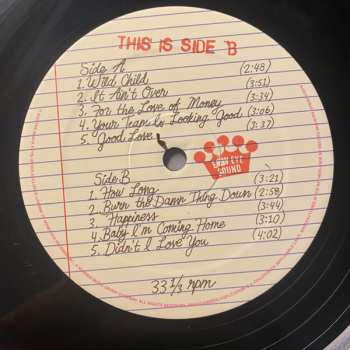 THIS IS SIDE B
Side A
1. Wild Child (2:48)
2. It Ain't Over (3:51)
3. For the Love of Money (3:34)
4. Your Team Is Looking Good (3:06)
5. Good Love (3:37)
EASY EYE
SOUND
Side B
1. How Long (3:21)
2. Burn the Damn Thing Down (2:58)
3. Happiness (3:44)
4. Baby I'm Coming Home (3:10)
5. Didn't I Love You (4:02)
33 1/3 rpm